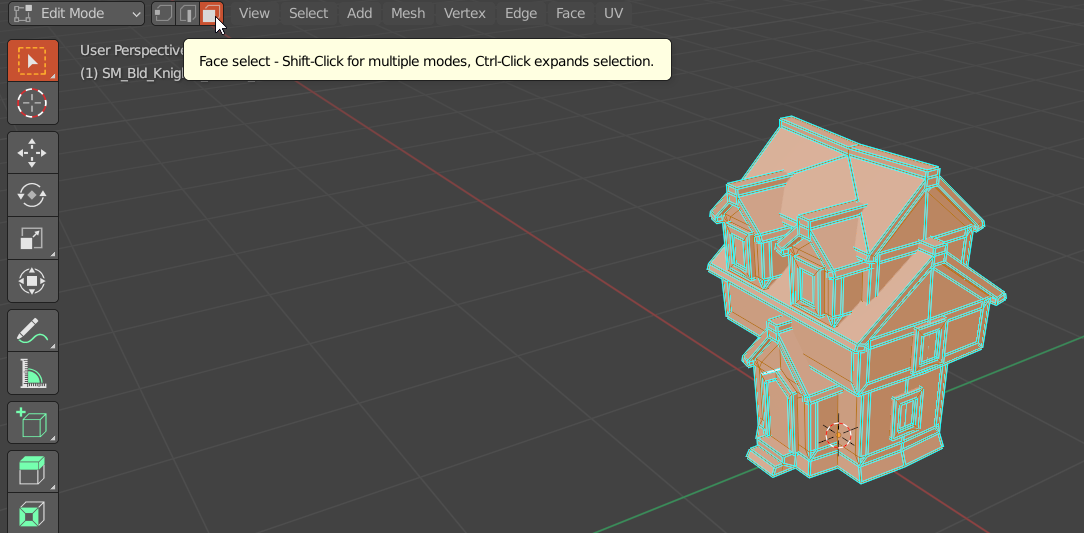 Edit Mode View Select Add Mesh Vertex Edge Face UV
User Perspective
Face select - Shift-Click for multiple modes, Ctrl-Click expands selection.
(1) SM_Bld_Knig